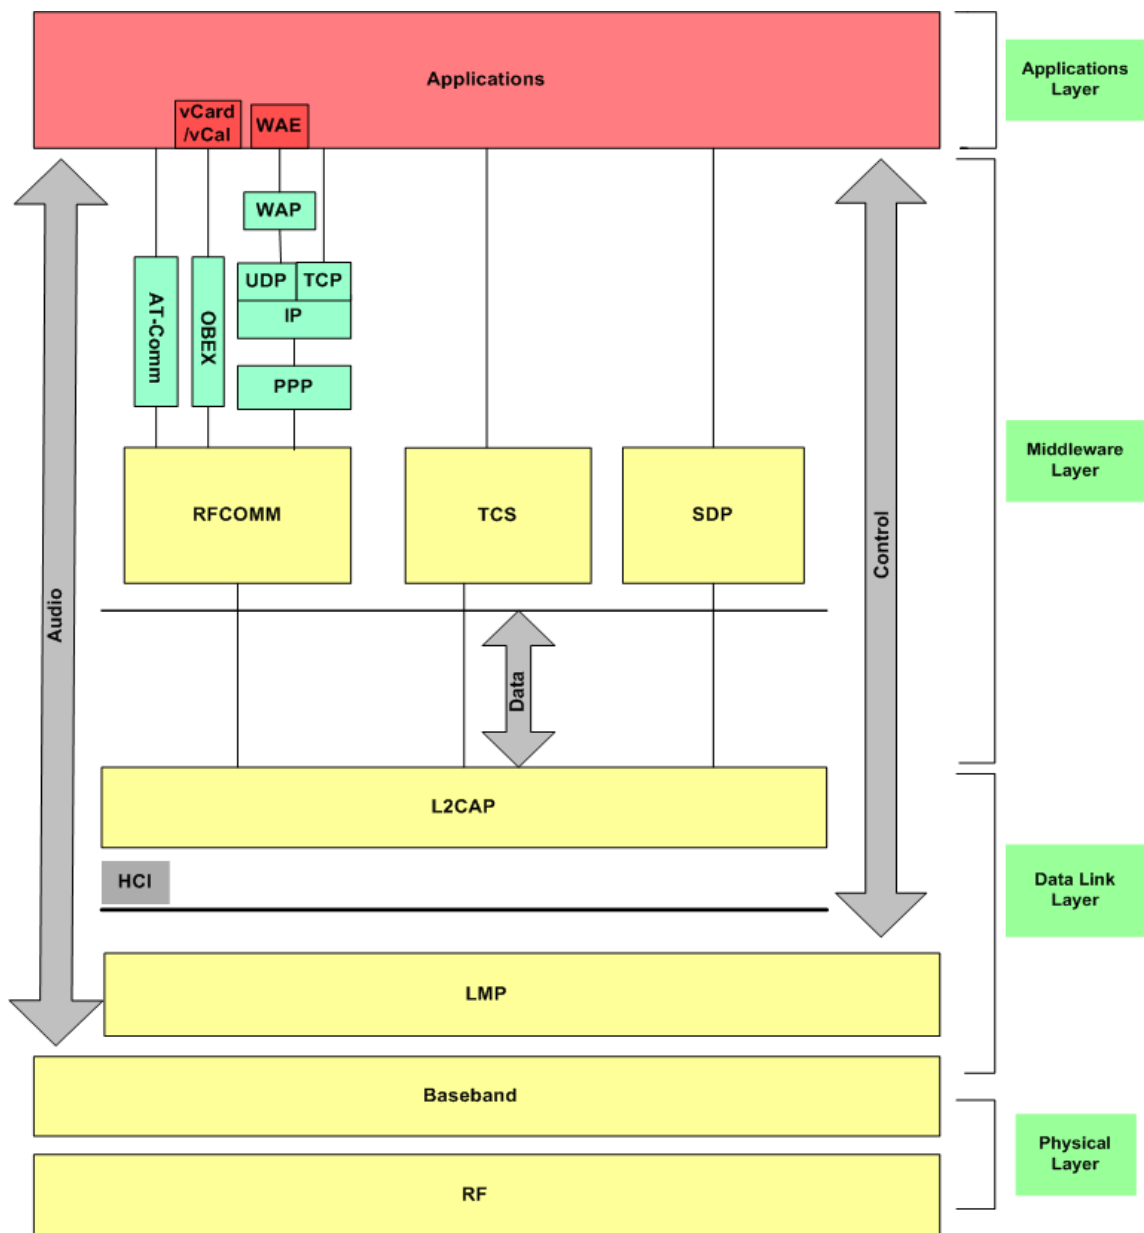 Applications
Applications
Layer
vCard
/vCal
WAE
WAP
UDP
TCP
IP
AT-Comm
OBEX
PPP
Middleware
Layer
RFCOMM
TCS
SDP
Control
Audio
Data
L2CAP
HCI
Data Link
Layer
LMP
Baseband
Physical
Layer
RF